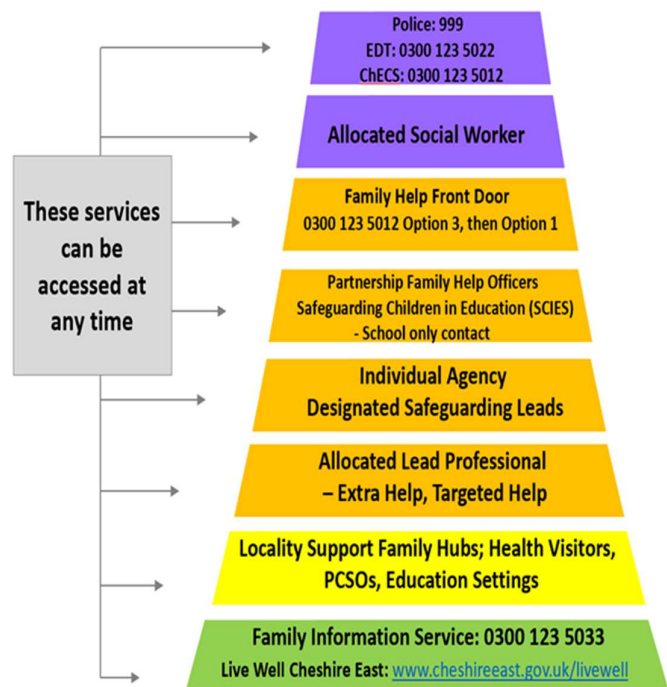 Police: 999
EDT: 0300 123 5022
ChECS: 0300 123 5012
Allocated Social Worker
These services
can be
accessed at
any time
Family Help Front Door
0300 123 5012 Option 3, then Option 1
Partnership Family Help Officers
Safeguarding Children in Education (SCIES)
- School only contact
Individual Agency
Designated Safeguarding Leads
Allocated Lead Professional
– Extra Help, Targeted Help
Locality Support Family Hubs; Health Visitors,
PCSOs, Education Settings
Family Information Service: 0300 123 5033
Live Well Cheshire East: www.cheshireeast.gov.uk/livewell